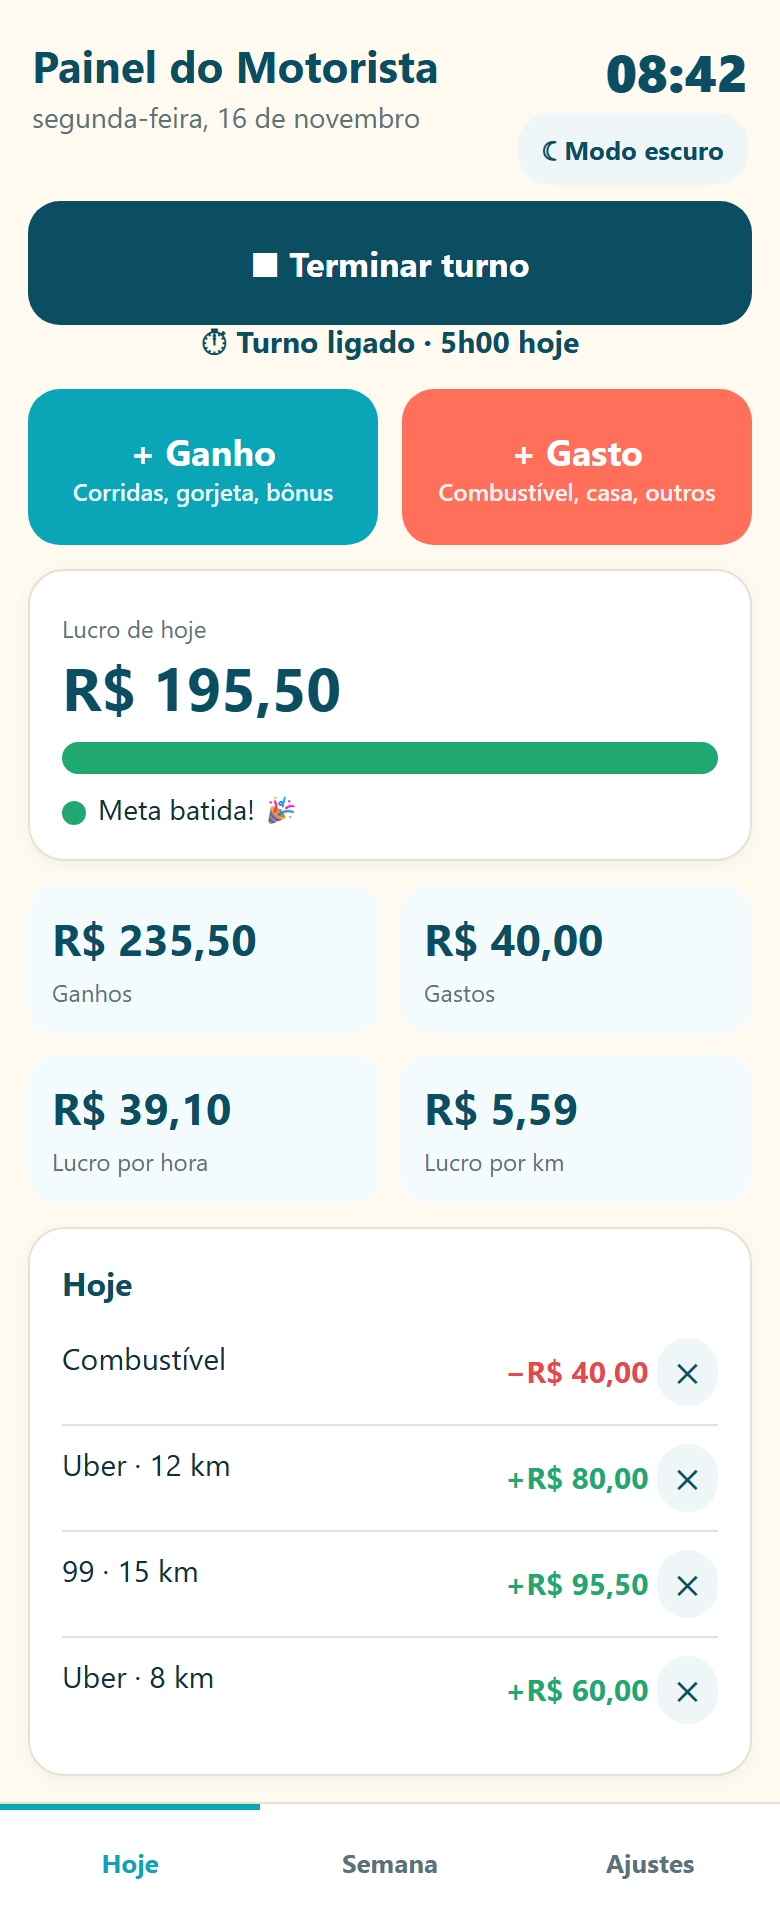 Painel do Motorista
08:42
segunda-feira, 16 de novembro
☾ Modo escuro
■ Terminar turno
⏱ Turno ligado · 5h00 hoje
+ Ganho
Corridas, gorjeta, bônus
+ Gasto
Combustível, casa, outros
Lucro de hoje
R$ 195,50
Meta batida! 🎉
R$ 235,50
Ganhos
R$ 40,00
Gastos
R$ 39,10
Lucro por hora
R$ 5,59
Lucro por km
Hoje
Combustível
−R$ 40,00 ×
Uber · 12 km
+R$ 80,00 ×
99 · 15 km
+R$ 95,50 ×
Uber · 8 km
+R$ 60,00 ×
Hoje
Semana
Ajustes